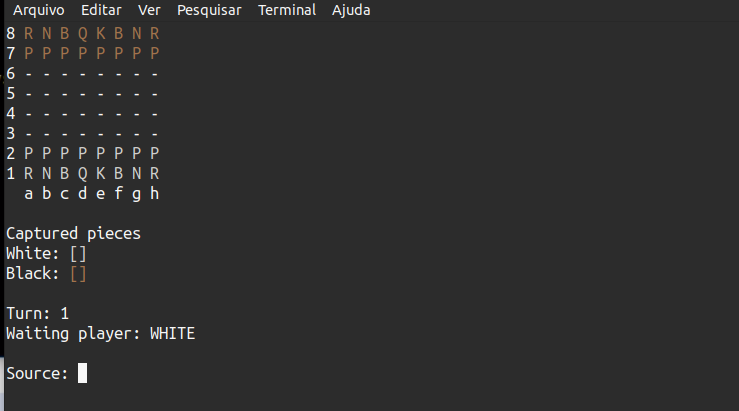 Arquivo Editar Ver Pesquisar Terminal Ajuda
8 R N B Q K B N R
7 P P P P P P P P
6 - - - - - - - -
5 - - - - - - - -
4 - - - - - - - -
3 - - - - - - - -
2 P P P P P P P P
1 R N B Q K B N R
a b c d e f g h
Captured pieces
White: []
Black: []
Turn: 1
Waiting player: WHITE
Source: